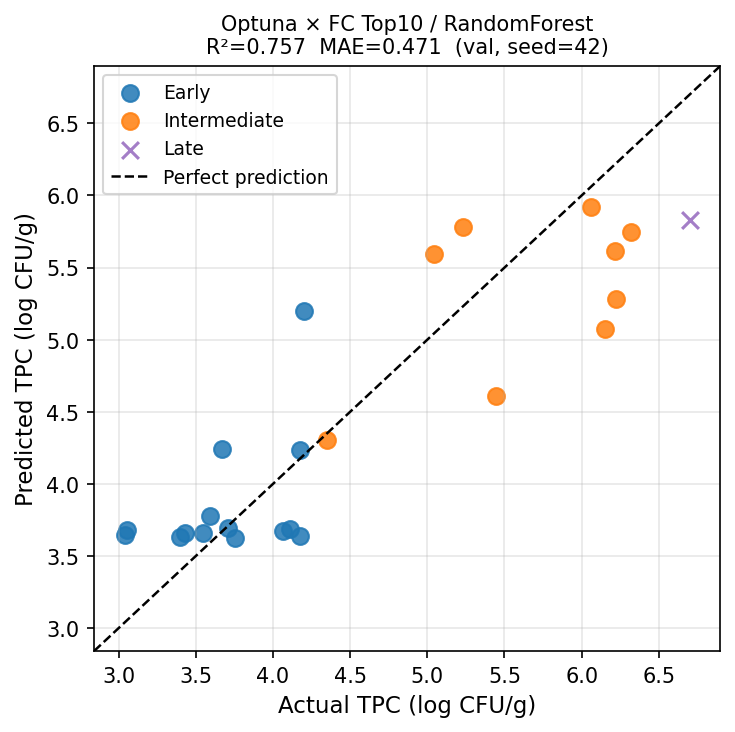 Optuna × FC Top10 / RandomForest
R²=0.757  MAE=0.471  (val, seed=42)
Early
Intermediate
Late
Perfect prediction
Predicted TPC (log CFU/g)
6.5
6.0
5.5
5.0
4.5
4.0
3.5
3.0
3.0 3.5 4.0 4.5 5.0 5.5 6.0 6.5
Actual TPC (log CFU/g)